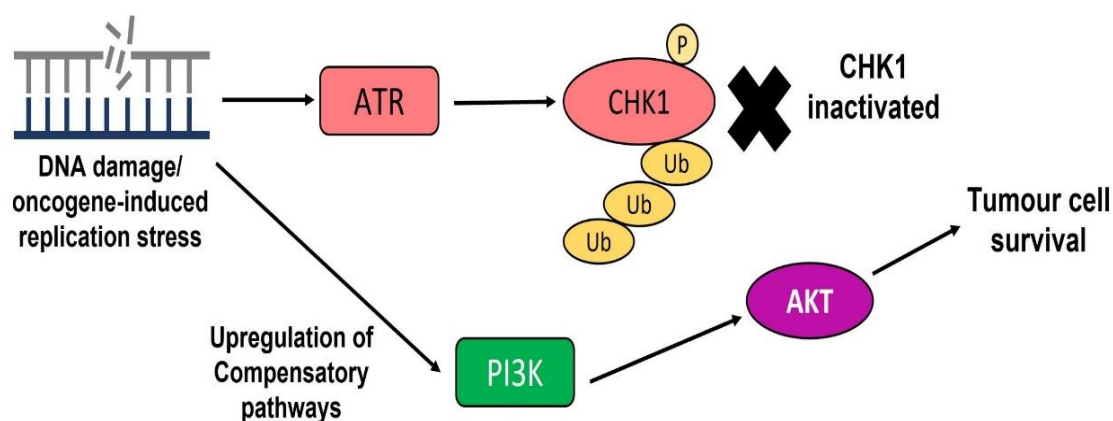 DNA damage/
oncogene-induced
replication stress
ATR
P
CHK1
Ub
Ub
Ub
CHK1
inactivated
Upregulation of
Compensatory
pathways
PI3K
AKT
Tumour cell
survival